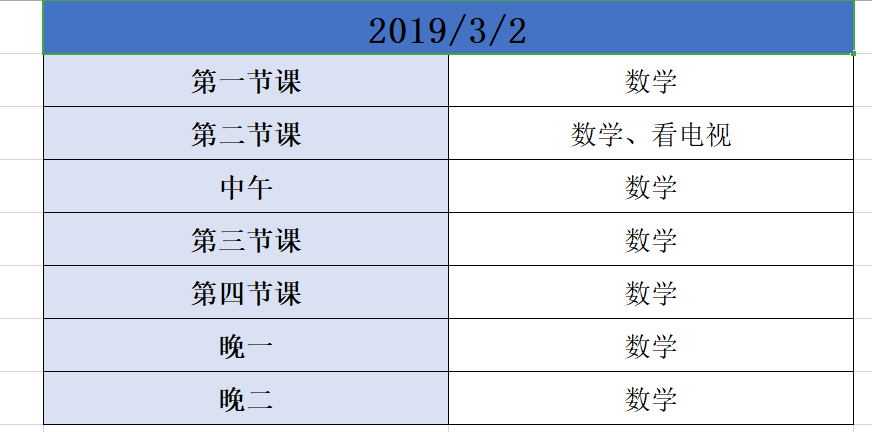 2019/3/2
第一节课 数学
第二节课 数学、看电视
中午 数学
第三节课 数学
第四节课 数学
晚一 数学
晚二 数学